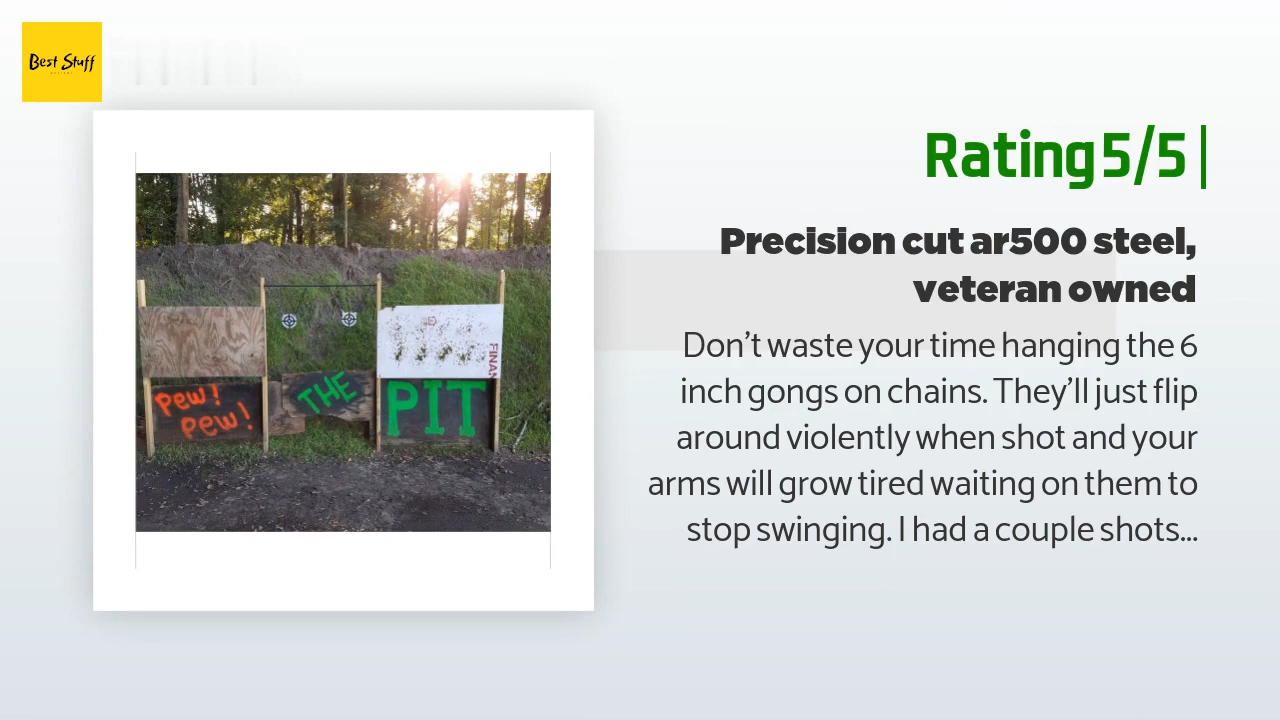 Best Stuff
Rating 5/5 |
Precision cut ar500 steel,
veteran owned
Don't waste your time hanging the 6
inch gongs on chains. They'll just flip
around violently when shot and your
arms will grow tired waiting on them to
stop swinging. I had a couple shots...
Pew!
Pew!
THE
PIT
FINAN